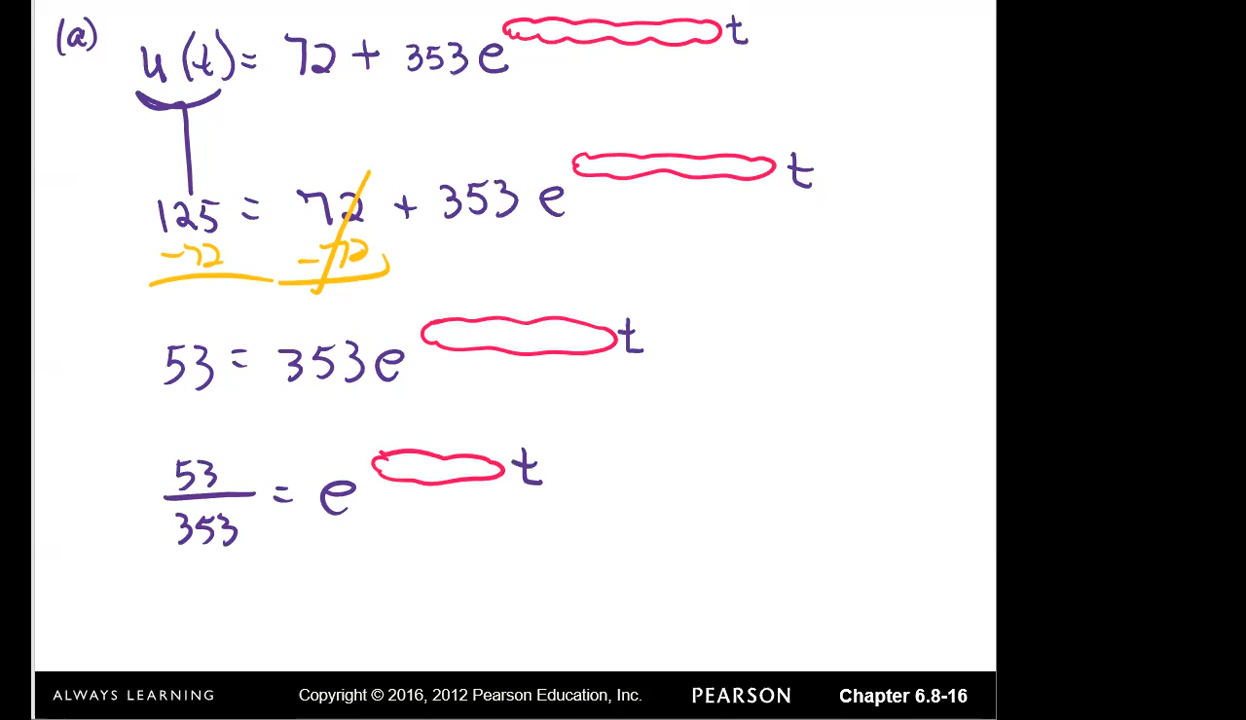 (a) u(t) = 72 + 353e t
125 = 72 + 353 e t
-72 -72
53 = 353e t
53/353 = e t
ALWAYS LEARNING Copyright © 2016, 2012 Pearson Education, Inc. PEARSON Chapter 6.8-16